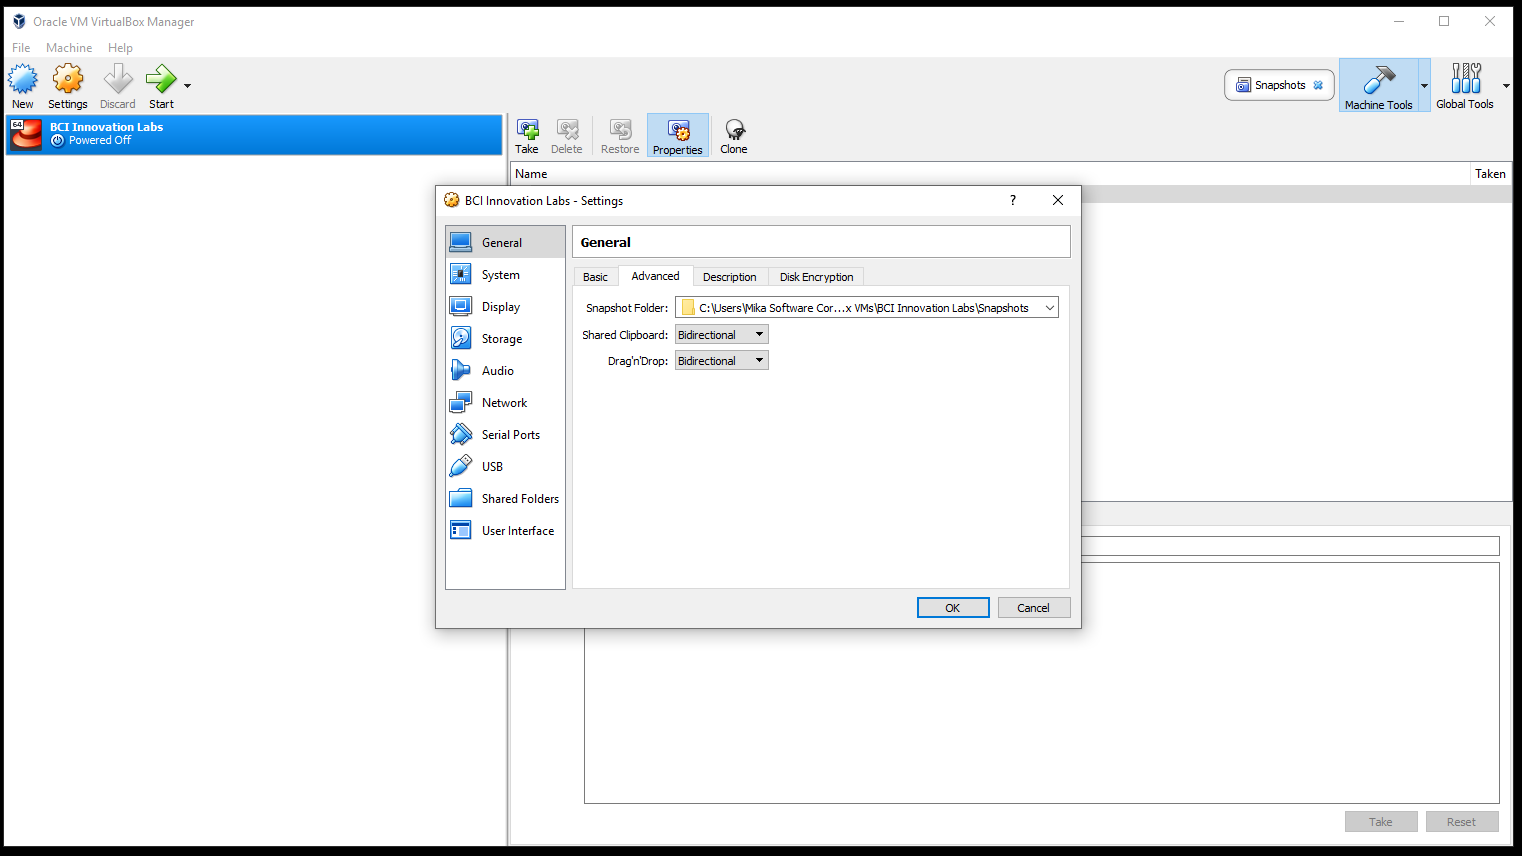 Oracle VM VirtualBox Manager
File Machine Help
New Settings Discard Start
Snapshots Machine Tools Global Tools
64 BCI Innovation Labs
Powered Off
Take Delete Restore Properties Clone
Name Taken
BCI Innovation Labs - Settings ?
General
System
Display
Storage
Audio
Network
Serial Ports
USB
Shared Folders
User Interface
General
Basic Advanced Description Disk Encryption
Snapshot Folder: C:\Users\Mika Software Cor...x VMs\BCI Innovation Labs\Snapshots
Shared Clipboard: Bidirectional
Drag'n'Drop: Bidirectional
OK Cancel
Take Reset